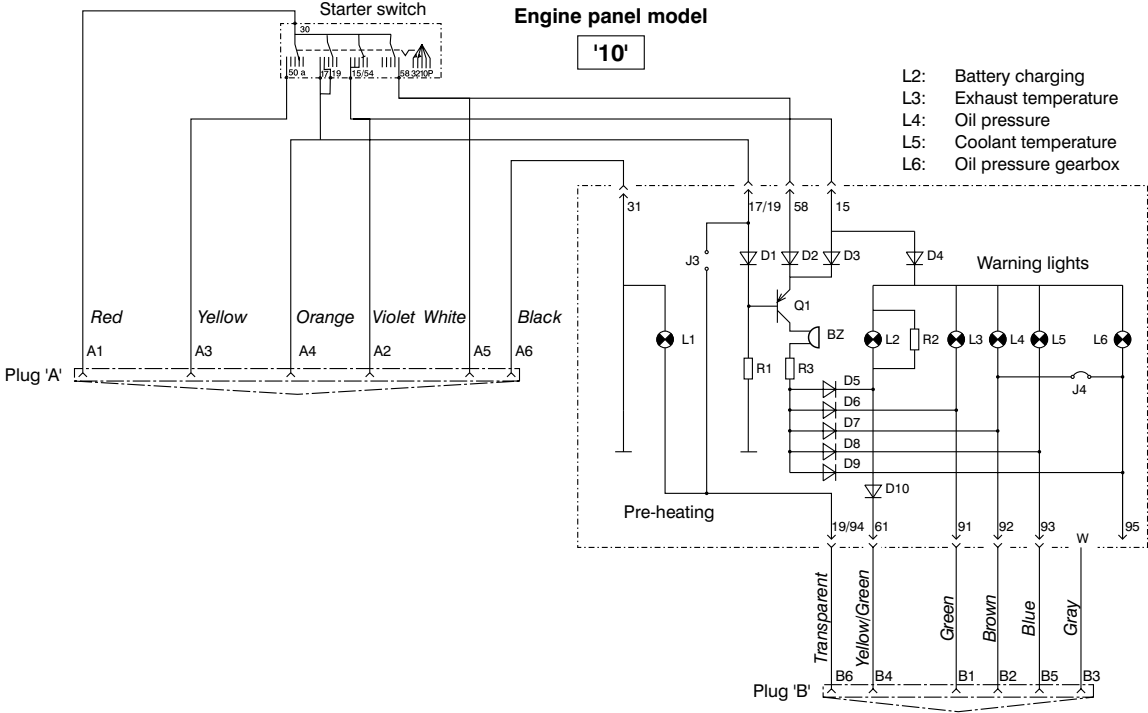 Starter switch
Engine panel model
'10'
30
50 a
17
19
15/54
58
3210P
L2: Battery charging
L3: Exhaust temperature
L4: Oil pressure
L5: Coolant temperature
L6: Oil pressure gearbox
31
17/19
58
15
J3
D1
D2
D3
D4
Warning lights
Q1
BZ
L1
L2
R2
L3
L4
L5
L6
J4
R1
R3
D5
D6
D7
D8
D9
D10
Red
Yellow
Orange
Violet
White
Black
A1
A3
A4
A2
A5
A6
Plug 'A'
Pre-heating
19/94
61
91
92
93
95
W
Transparent
Yellow/Green
Green
Brown
Blue
Gray
B6
B4
B1
B2
B5
B3
Plug 'B'